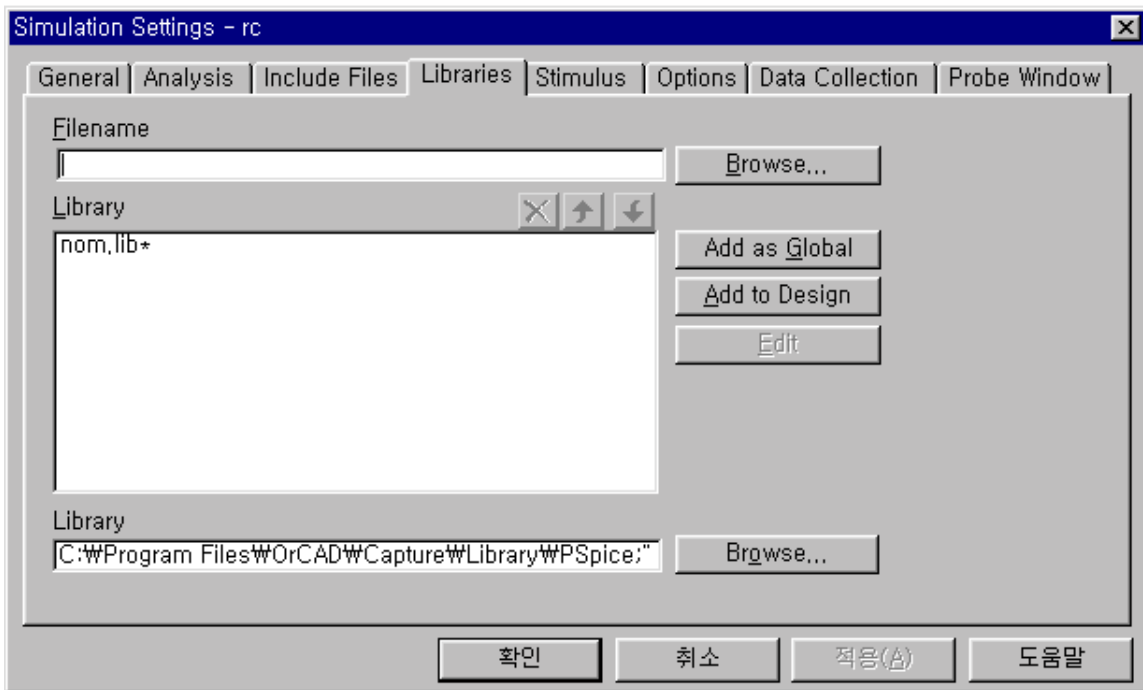 Simulation Settings - rc
General Analysis Include Files Libraries Stimulus Options Data Collection Probe Window
Filename
Browse...
Library
nom.lib*
Add as Global
Add to Design
Edit
Library
C:₩Program Files₩OrCAD₩Capture₩Library₩PSpice;"
Browse...
확인 취소 적용(A) 도움말